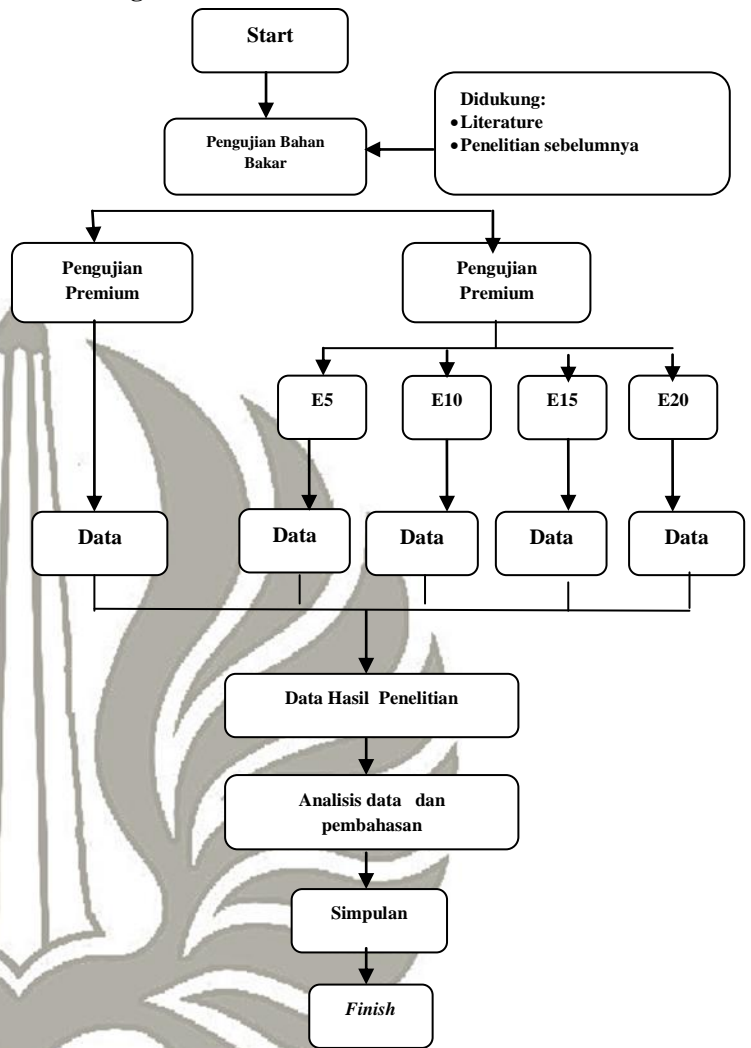 Start
Didukung:
•Literature
•Penelitian sebelumnya
Pengujian Bahan
Bakar
Pengujian
Premium
Pengujian
Premium
E5
E10
E15
E20
Data
Data
Data
Data
Data
Data Hasil Penelitian
Analisis data dan
pembahasan
Simpulan
Finish